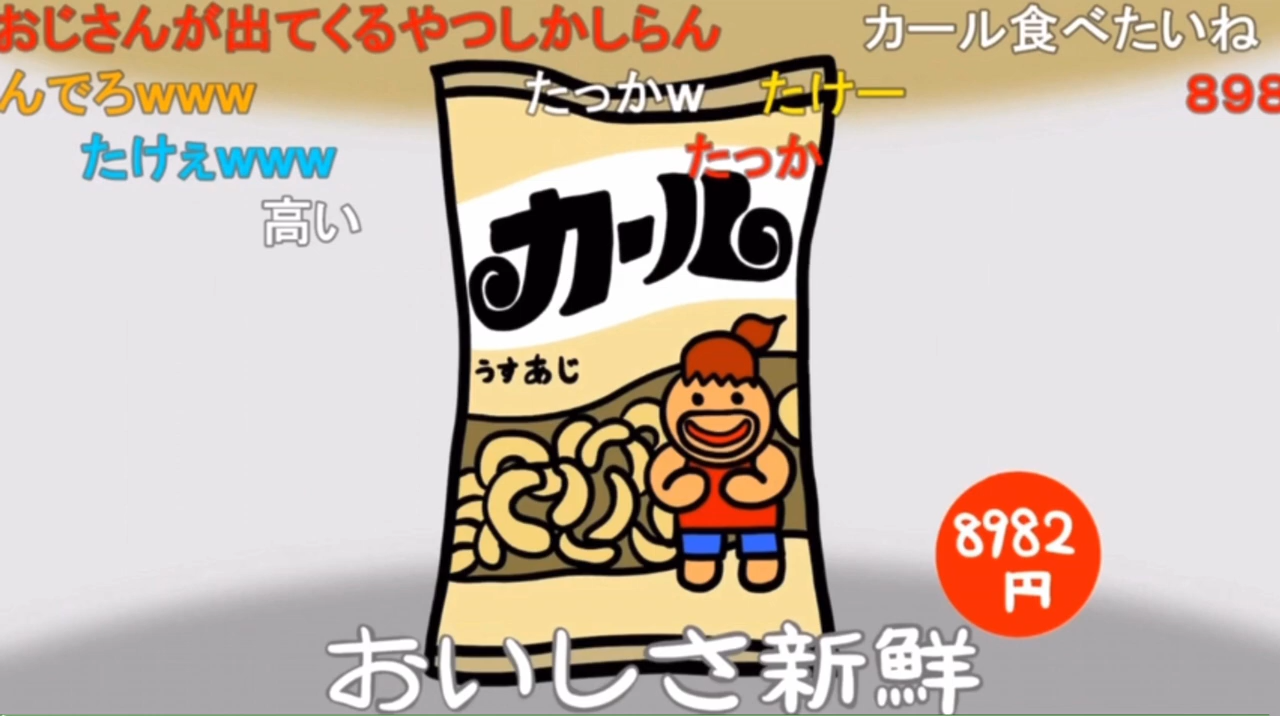 おじさんが出てくるやつしかしらん
カール食べたいね
んでろwww
たっかw
たけー
898
たけぇwww
たっか
高い
カール
うすあじ
8982
円
おいしさ新鮮